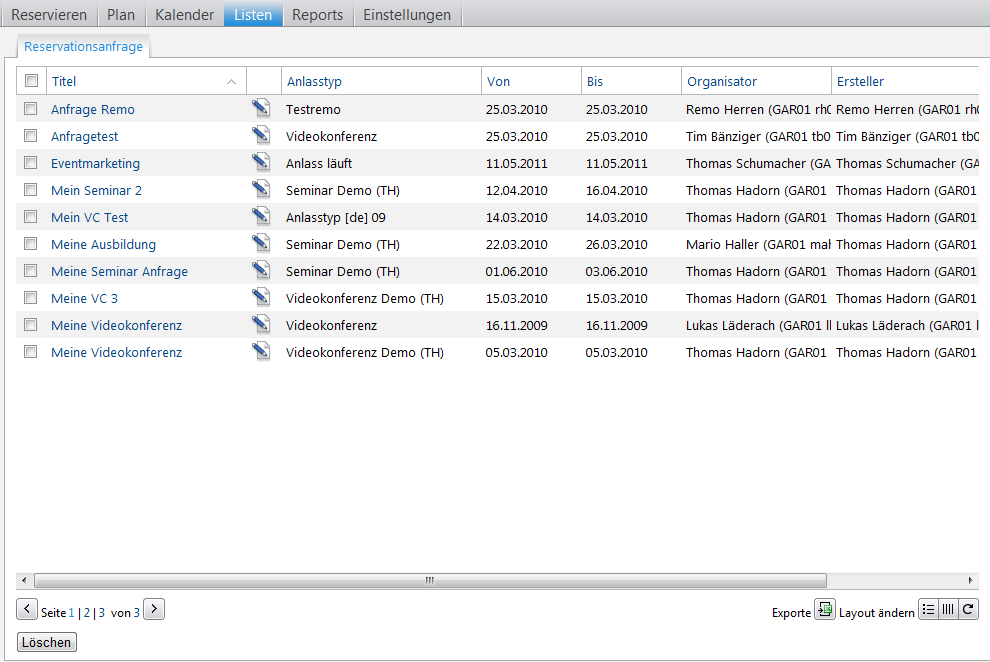 Reservieren Plan Kalender Listen Reports Einstellungen
Reservationsanfrage
Titel Anlasstyp Von Bis Organisator Ersteller
Anfrage Remo Testremo 25.03.2010 25.03.2010 Remo Herren (GAR01 rh0 Remo Herren (GAR01 rh0
Anfragetest Videokonferenz 25.03.2010 25.03.2010 Tim Bänziger (GAR01 tb0 Tim Bänziger (GAR01 tb0
Eventmarketing Anlass läuft 11.05.2011 11.05.2011 Thomas Schumacher (GA Thomas Schumacher (GA
Mein Seminar 2 Seminar Demo (TH) 12.04.2010 16.04.2010 Thomas Hadorn (GAR01 Thomas Hadorn (GAR01
Mein VC Test Anlasstyp [de] 09 14.03.2010 14.03.2010 Thomas Hadorn (GAR01 Thomas Hadorn (GAR01
Meine Ausbildung Seminar Demo (TH) 22.03.2010 26.03.2010 Mario Haller (GAR01 mal Thomas Hadorn (GAR01
Meine Seminar Anfrage Seminar Demo (TH) 01.06.2010 03.06.2010 Thomas Hadorn (GAR01 Thomas Hadorn (GAR01
Meine VC 3 Videokonferenz Demo (TH) 15.03.2010 15.03.2010 Thomas Hadorn (GAR01 Thomas Hadorn (GAR01
Meine Videokonferenz Videokonferenz 16.11.2009 16.11.2009 Lukas Läderach (GAR01 ll Lukas Läderach (GAR01 l
Meine Videokonferenz Videokonferenz Demo (TH) 05.03.2010 05.03.2010 Thomas Hadorn (GAR01 Thomas Hadorn (GAR01
Seite 1 | 2 | 3 von 3 Exporte Layout ändern
Löschen